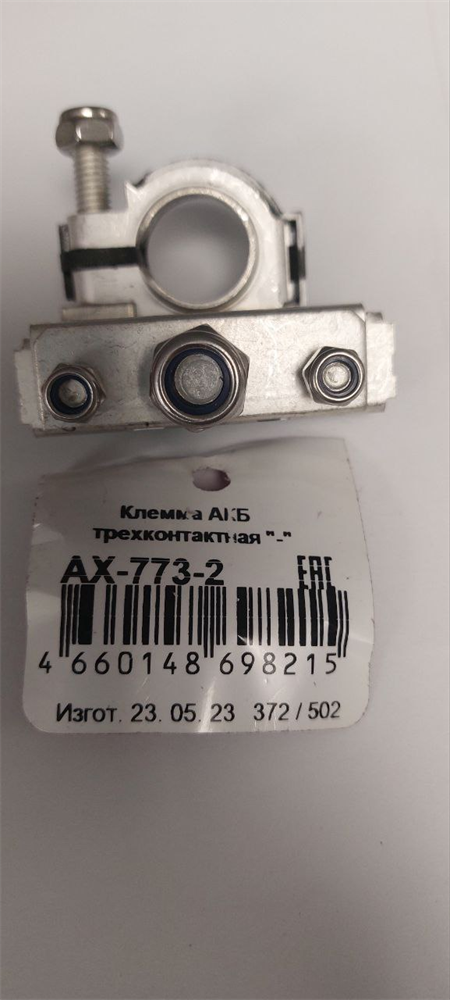 Клемма АКБ
трехконтактная "-"
AX-773-2 EAC
4 660148 698215
Изгот. 23. 05. 23 372 / 502